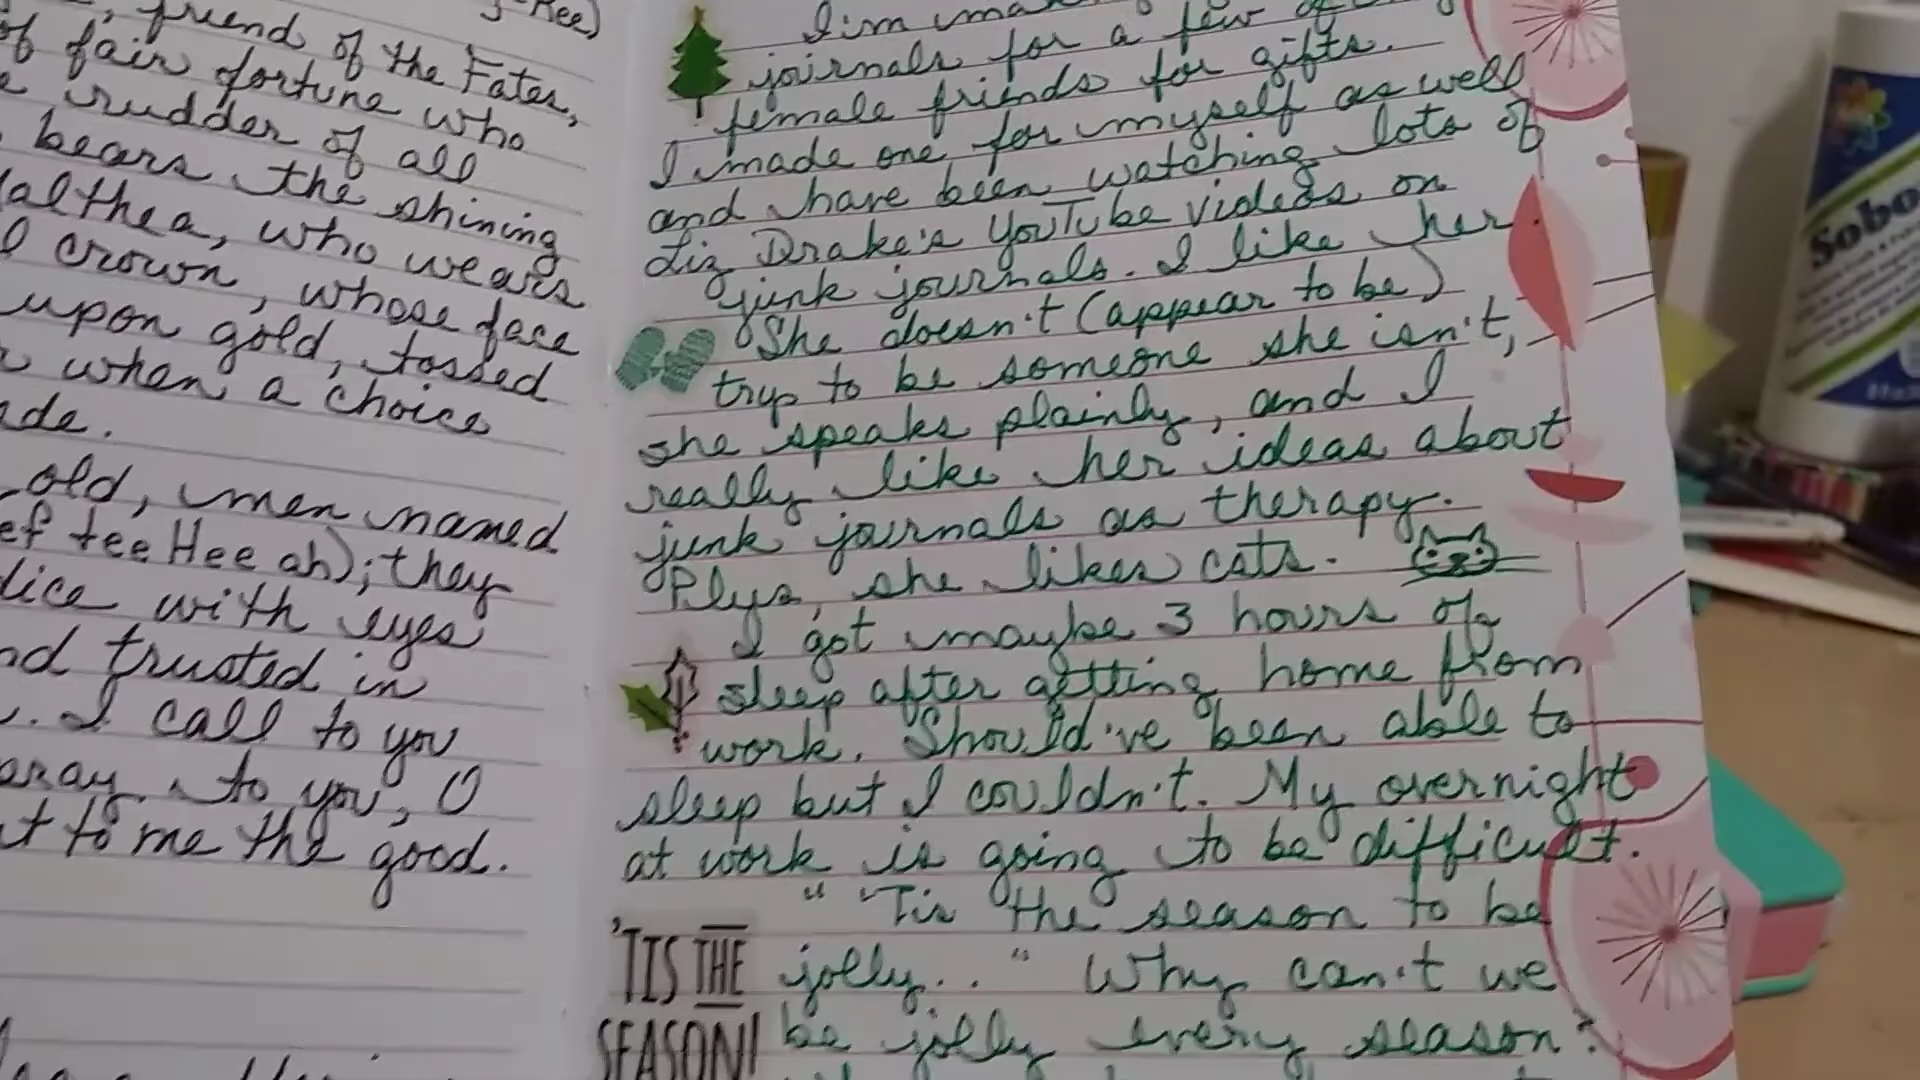 Ree)
friend of the Fates,
of fair fortune who
rudder of all
bears the shining
althea, who wears
crown, whose face
upon gold, tossed
when a choice
de.
old, men named
ef tee Hee ah); they
lice with eyes
nd trusted in
I call to you
pray to you, O
t to me the good.
I'm
joirnals for a few of
female friends for gifts.
I made one for myself as well
and have been watching lots of
Liz Drake's YouTube videos on
junk journals. I like her.
She doesn't (appear to be)
try to be someone she isn't,
she speaks plainly, and I
really like her ideas about
junk journals as therapy.
Plys, she likes cats.
I got maybe 3 hours of
sleep after getting home from
work. Should've been able to
sleep but I couldn't. My overnight
at work is going to be difficult.
" 'Tis the season to be
jolly.. " Why can't we
be jolly every season?
'TIS THE
SEASON!
Sobo